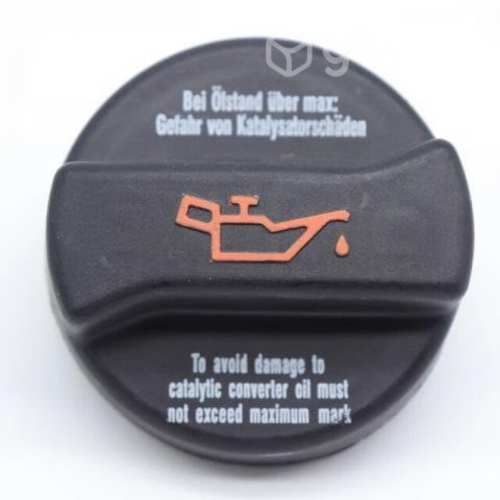 Bei Ölstand über max:
Gefahr von Katalysatorschäden
To avoid damage to
catalytic converter oil must
not exceed maximum mark